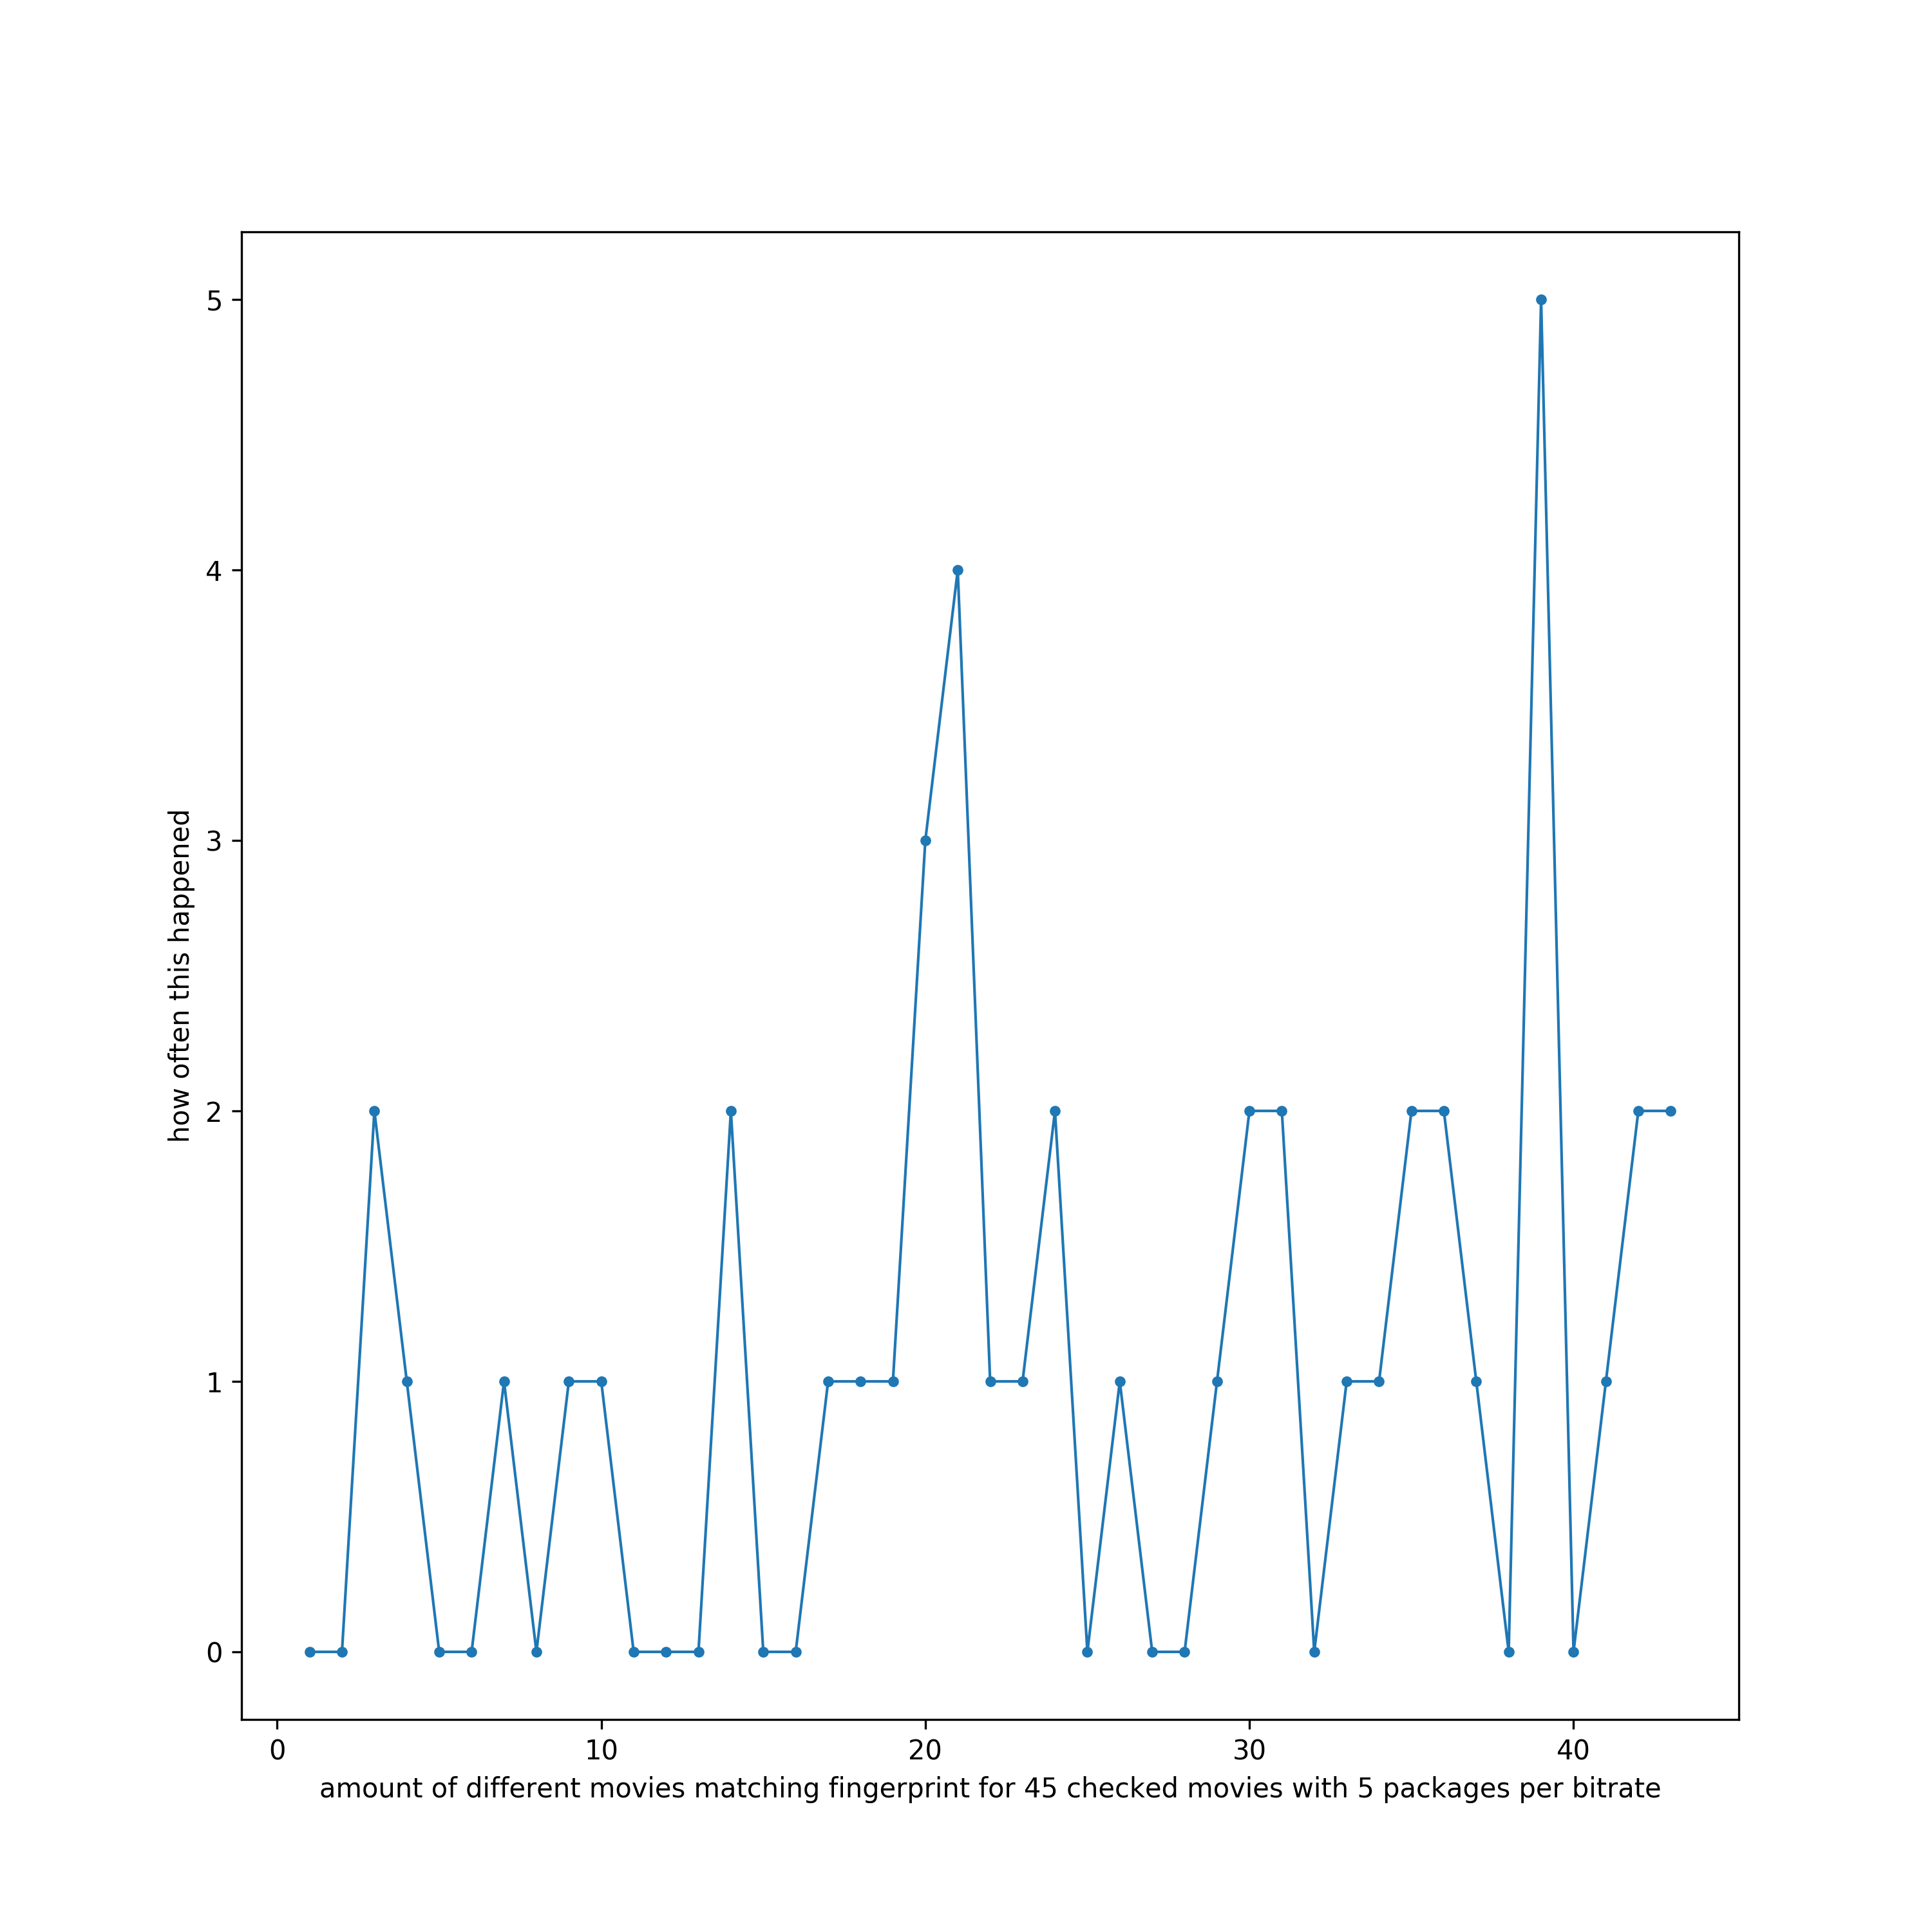 5
4
3
2
1
0
how often this happened
0 10 20 30 40
amount of different movies matching fingerprint for 45 checked movies with 5 packages per bitrate